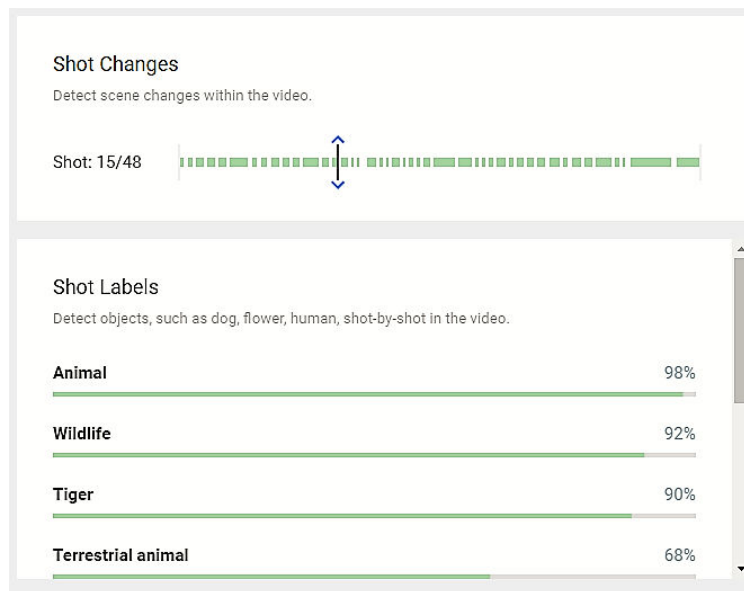 Shot Changes
Detect scene changes within the video.
Shot: 15/48
Shot Labels
Detect objects, such as dog, flower, human, shot-by-shot in the video.
Animal 98%
Wildlife 92%
Tiger 90%
Terrestrial animal 68%